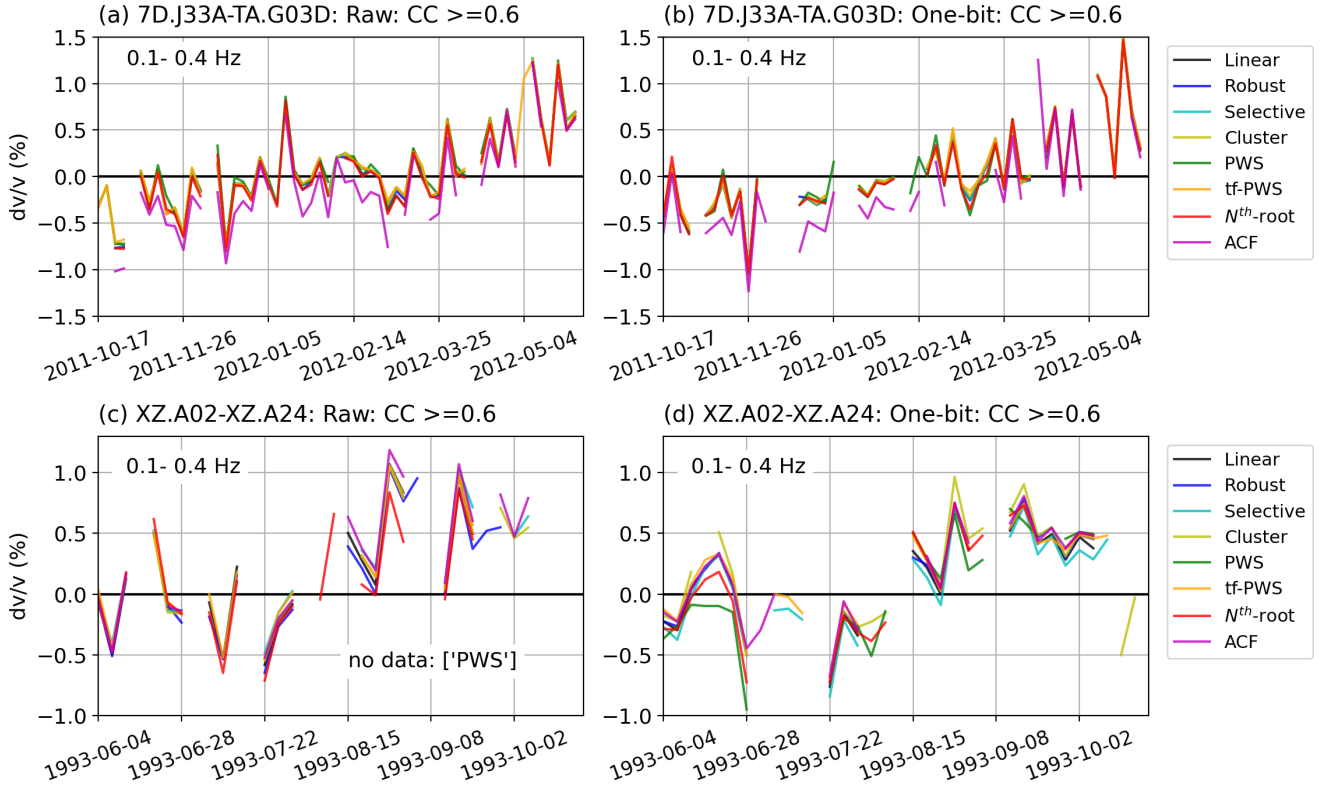 (a) 7D.J33A-TA.G03D: Raw: CC >=0.6
(b) 7D.J33A-TA.G03D: One-bit: CC >=0.6
dv/v (%)
1.5
1.0
0.5
0.0
−0.5
−1.0
−1.5
0.1- 0.4 Hz
2011-10-17
2011-11-26
2012-01-05
2012-02-14
2012-03-25
2012-05-04
1.5
1.0
0.5
0.0
−0.5
−1.0
−1.5
0.1- 0.4 Hz
2011-10-17
2011-11-26
2012-01-05
2012-02-14
2012-03-25
2012-05-04
Linear
Robust
Selective
Cluster
PWS
tf-PWS
Nth-root
ACF
(c) XZ.A02-XZ.A24: Raw: CC >=0.6
(d) XZ.A02-XZ.A24: One-bit: CC >=0.6
dv/v (%)
1.0
0.5
0.0
−0.5
−1.0
0.1- 0.4 Hz
no data: ['PWS']
1993-06-04
1993-06-28
1993-07-22
1993-08-15
1993-09-08
1993-10-02
1.0
0.5
0.0
−0.5
−1.0
0.1- 0.4 Hz
1993-06-04
1993-06-28
1993-07-22
1993-08-15
1993-09-08
1993-10-02
Linear
Robust
Selective
Cluster
PWS
tf-PWS
Nth-root
ACF